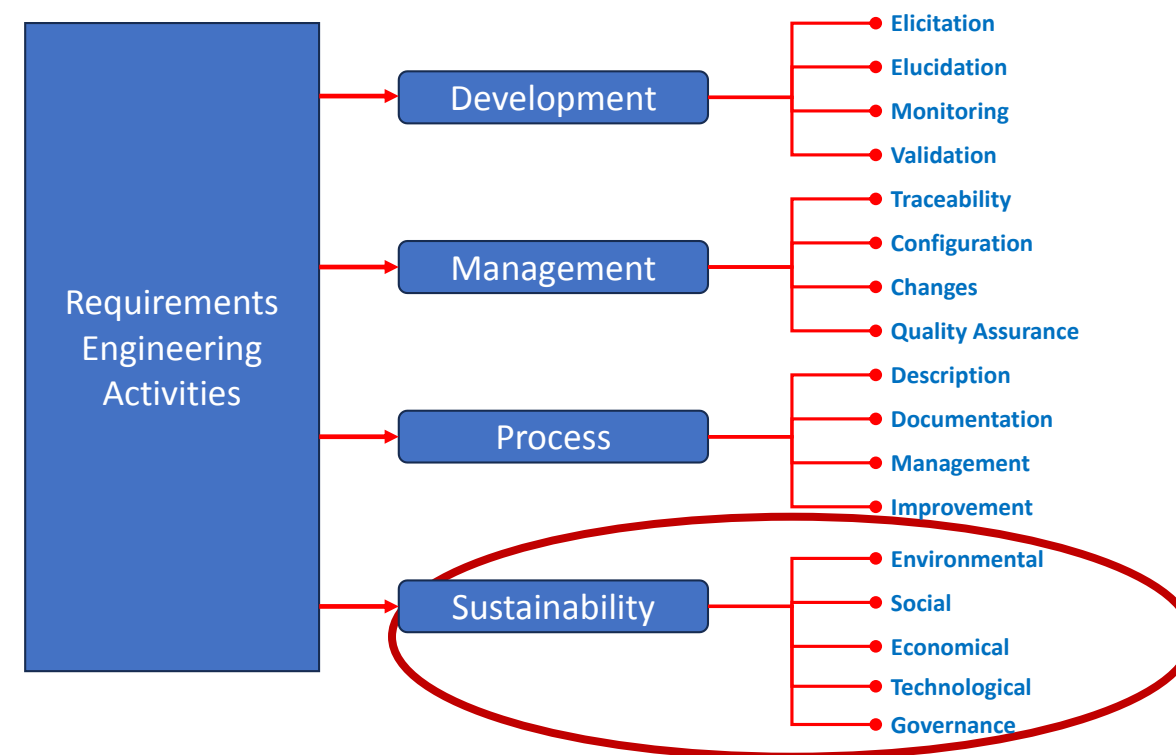 Requirements
Engineering
Activities
Development
Elicitation
Elucidation
Monitoring
Validation
Management
Traceability
Configuration
Changes
Quality Assurance
Process
Description
Documentation
Management
Improvement
Sustainability
Environmental
Social
Economical
Technological
Governance